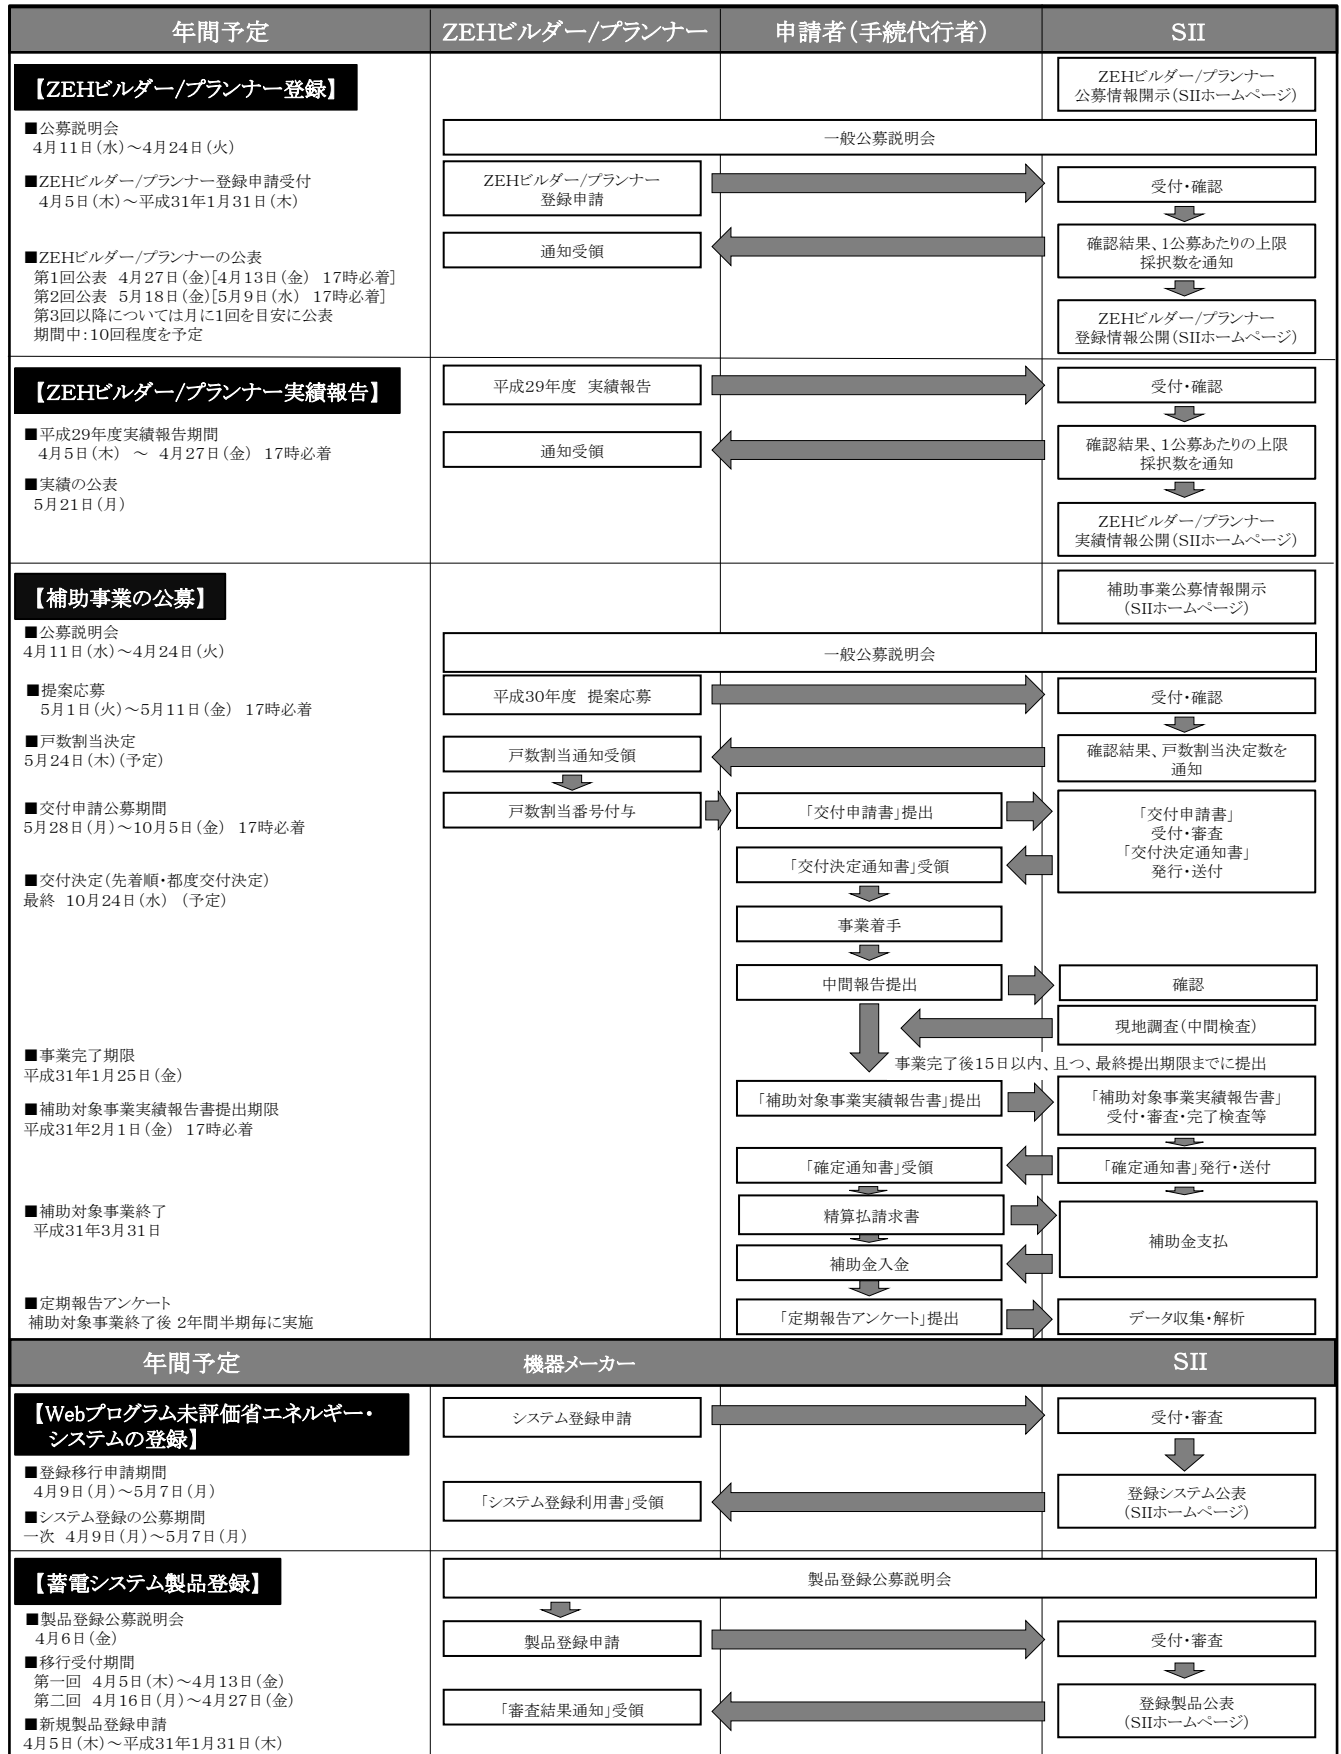 年間予定
ZEHビルダー/プランナー
申請者(手続代行者)
SII
【ZEHビルダー/プランナー登録】
ZEHビルダー/プランナー
公募情報開示(SIIホームページ)
■公募説明会
4月11日(水)～4月24日(火)
一般公募説明会
■ZEHビルダー/プランナー登録申請受付
4月5日(木)～平成31年1月31日(木)
ZEHビルダー/プランナー
登録申請
受付・確認
■ZEHビルダー/プランナーの公表
第1回公表 4月27日(金)[4月13日(金) 17時必着]
第2回公表 5月18日(金)[5月9日(水) 17時必着]
第3回以降については月に1回を目安に公表
期間中：10回程度を予定
通知受領
確認結果、1公募あたりの上限
採択数を通知
ZEHビルダー/プランナー
登録情報公開(SIIホームページ)
【ZEHビルダー/プランナー実績報告】
平成29年度 実績報告
受付・確認
■平成29年度実績報告期間
4月5日(木) ～ 4月27日(金) 17時必着
■実績の公表
5月21日(月)
通知受領
確認結果、1公募あたりの上限
採択数を通知
ZEHビルダー/プランナー
実績情報公開(SIIホームページ)
【補助事業の公募】
補助事業公募情報開示
(SIIホームページ)
■公募説明会
4月11日(水)～4月24日(火)
一般公募説明会
■提案応募
5月1日(火)～5月11日(金) 17時必着
平成30年度 提案応募
受付・確認
■戸数割当決定
5月24日(木)(予定)
戸数割当通知受領
確認結果、戸数割当決定数を
通知
■交付申請公募期間
5月28日(月)～10月5日(金) 17時必着
戸数割当番号付与
「交付申請書」提出
「交付申請書」
受付・審査
「交付決定通知書」
発行・送付
「交付決定通知書」受領
■交付決定(先着順・都度交付決定)
最終 10月24日(水) (予定)
事業着手
中間報告提出
確認
現地調査(中間検査)
■事業完了期限
平成31年1月25日(金)
事業完了後15日以内、且つ、最終提出期限までに提出
■補助対象事業実績報告書提出期限
平成31年2月1日(金) 17時必着
「補助対象事業実績報告書」提出
「補助対象事業実績報告書」
受付・審査・完了検査等
「確定通知書」受領
「確定通知書」発行・送付
■補助対象事業終了
平成31年3月31日
精算払請求書
補助金支払
補助金入金
■定期報告アンケート
補助対象事業終了後 2年間半期毎に実施
「定期報告アンケート」提出
データ収集・解析
年間予定
機器メーカー
SII
【Webプログラム未評価省エネルギー・
システムの登録】
システム登録申請
受付・審査
■登録移行申請期間
4月9日(月)～5月7日(月)
■システム登録の公募期間
一次 4月9日(月)～5月7日(月)
「システム登録利用書」受領
登録システム公表
(SIIホームページ)
【蓄電システム製品登録】
製品登録公募説明会
■製品登録公募説明会
4月6日(金)
製品登録申請
受付・審査
■移行受付期間
第一回 4月5日(木)～4月13日(金)
第二回 4月16日(月)～4月27日(金)
■新規製品登録申請
4月5日(木)～平成31年1月31日(木)
「審査結果通知」受領
登録製品公表
(SIIホームページ)